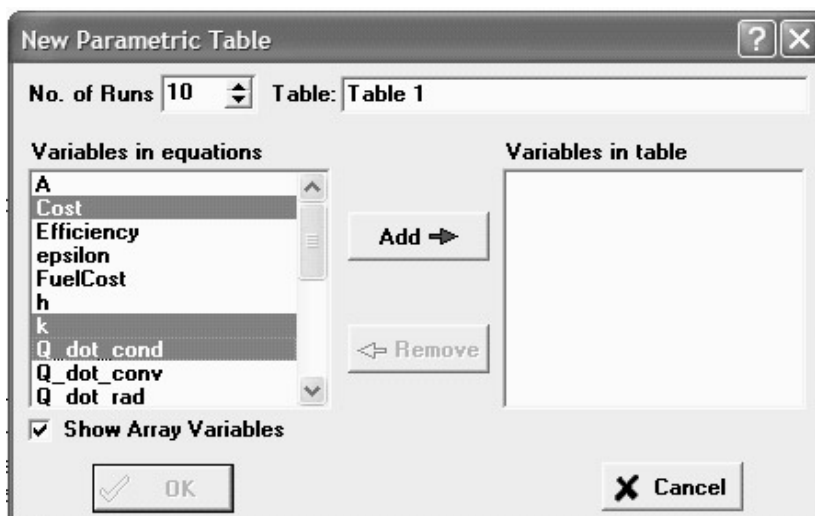 New Parametric Table
No. of Runs 10 Table: Table 1
Variables in equations Variables in table
A
Cost
Efficiency
epsilon
FuelCost
h
k
Q_dot_cond
Q_dot_conv
Q_dot_rad
Add
Remove
Show Array Variables
OK Cancel